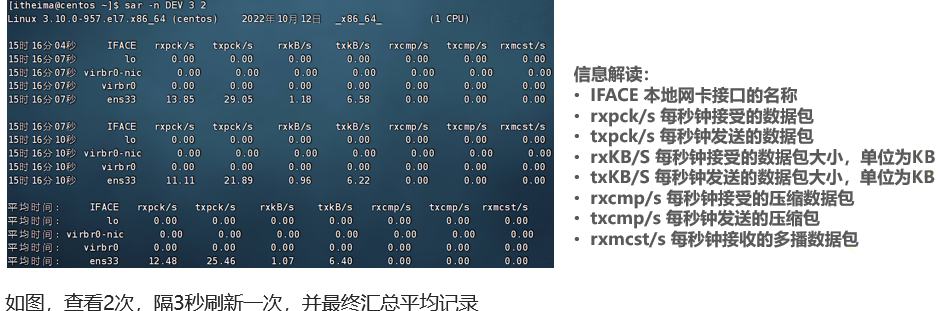 [itheima@centos ~]$ sar -n DEV 3 2
Linux 3.10.0-957.el7.x86_64 (centos) 2022年10月12日 _x86_64_ (1 CPU)
15时16分04秒 IFACE rxpck/s txpck/s rxkB/s txkB/s rxcmp/s txcmp/s rxmcst/s
15时16分07秒 lo 0.00 0.00 0.00 0.00 0.00 0.00 0.00
15时16分07秒 virbr0-nic 0.00 0.00 0.00 0.00 0.00 0.00 0.00
15时16分07秒 virbr0 0.00 0.00 0.00 0.00 0.00 0.00 0.00
15时16分07秒 ens33 13.85 29.05 1.18 6.58 0.00 0.00 0.00
15时16分07秒 IFACE rxpck/s txpck/s rxkB/s txkB/s rxcmp/s txcmp/s rxmcst/s
15时16分10秒 lo 0.00 0.00 0.00 0.00 0.00 0.00 0.00
15时16分10秒 virbr0-nic 0.00 0.00 0.00 0.00 0.00 0.00 0.00
15时16分10秒 virbr0 0.00 0.00 0.00 0.00 0.00 0.00 0.00
15时16分10秒 ens33 11.11 21.89 0.96 6.22 0.00 0.00 0.00
平均时间: IFACE rxpck/s txpck/s rxkB/s txkB/s rxcmp/s txcmp/s rxmcst/s
平均时间: lo 0.00 0.00 0.00 0.00 0.00 0.00 0.00
平均时间: virbr0-nic 0.00 0.00 0.00 0.00 0.00 0.00 0.00
平均时间: virbr0 0.00 0.00 0.00 0.00 0.00 0.00 0.00
平均时间: ens33 12.48 25.46 1.07 6.40 0.00 0.00 0.00
信息解读：
• IFACE 本地网卡接口的名称
• rxpck/s 每秒钟接受的数据包
• txpck/s 每秒钟发送的数据包
• rxKB/S 每秒钟接受的数据包大小，单位为KB
• txKB/S 每秒钟发送的数据包大小，单位为KB
• rxcmp/s 每秒钟接受的压缩数据包
• txcmp/s 每秒钟发送的压缩包
• rxmcst/s 每秒钟接收的多播数据包
如图，查看2次，隔3秒刷新一次，并最终汇总平均记录